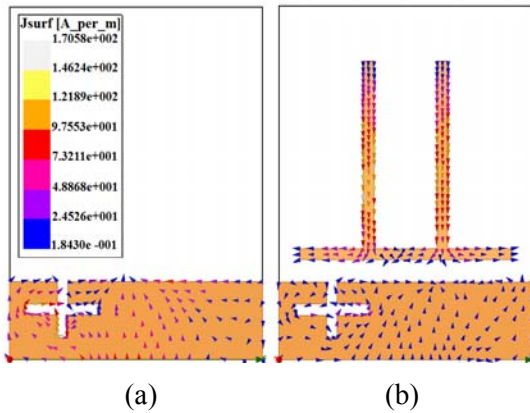 Jsurf [A_per_m]
1.7058e+002
1.4624e+002
1.2189e+002
9.7553e+001
7.3211e+001
4.8868e+001
2.4526e+001
1.8430e -001
(a) (b)